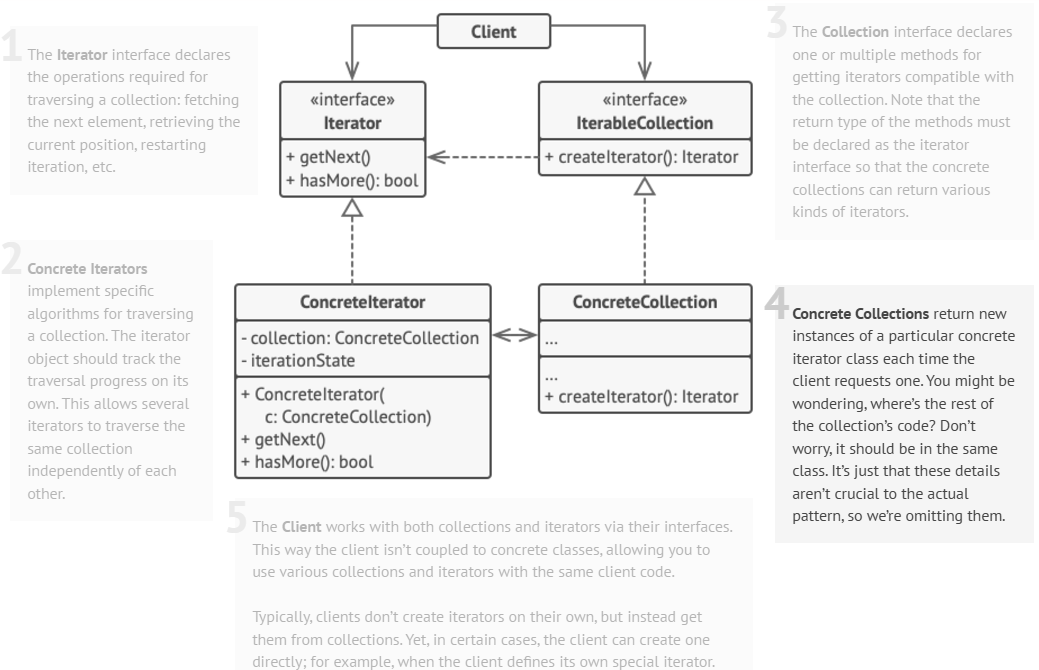 Client
1
The Iterator interface declares
the operations required for
traversing a collection: fetching
the next element, retrieving the
current position, restarting
iteration, etc.
«interface»
Iterator
+ getNext()
+ hasMore(): bool
«interface»
IterableCollection
+ createIterator(): Iterator
3
The Collection interface declares
one or multiple methods for
getting iterators compatible with
the collection. Note that the
return type of the methods must
be declared as the iterator
interface so that the concrete
collections can return various
kinds of iterators.
2
Concrete Iterators
implement specific
algorithms for traversing
a collection. The iterator
object should track the
traversal progress on its
own. This allows several
iterators to traverse the
same collection
independently of each
other.
ConcreteIterator
- collection: ConcreteCollection
- iterationState
+ ConcreteIterator(
c: ConcreteCollection)
+ getNext()
+ hasMore(): bool
ConcreteCollection
...
...
+ createIterator(): Iterator
4
Concrete Collections return new
instances of a particular concrete
iterator class each time the
client requests one. You might be
wondering, where’s the rest of
the collection’s code? Don’t
worry, it should be in the same
class. It’s just that these details
aren’t crucial to the actual
pattern, so we’re omitting them.
5
The Client works with both collections and iterators via their interfaces.
This way the client isn’t coupled to concrete classes, allowing you to
use various collections and iterators with the same client code.
Typically, clients don’t create iterators on their own, but instead get
them from collections. Yet, in certain cases, the client can create one
directly; for example, when the client defines its own special iterator.